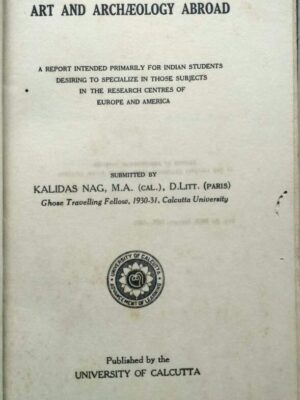 ART AND ARCHÆOLOGY ABROAD
A REPORT INTENDED PRIMARILY FOR INDIAN STUDENTS
DESIRING TO SPECIALIZE IN THOSE SUBJECTS
IN THE RESEARCH CENTRES OF
EUROPE AND AMERICA
SUBMITTED BY
KALIDAS NAG, M.A. (CAL.), D.LITT. (PARIS)
Ghose Travelling Fellow, 1930-31, Calcutta University
UNIVERSITY OF CALCUTTA
ADVANCEMENT OF LEARNING
Published by the
UNIVERSITY OF CALCUTTA